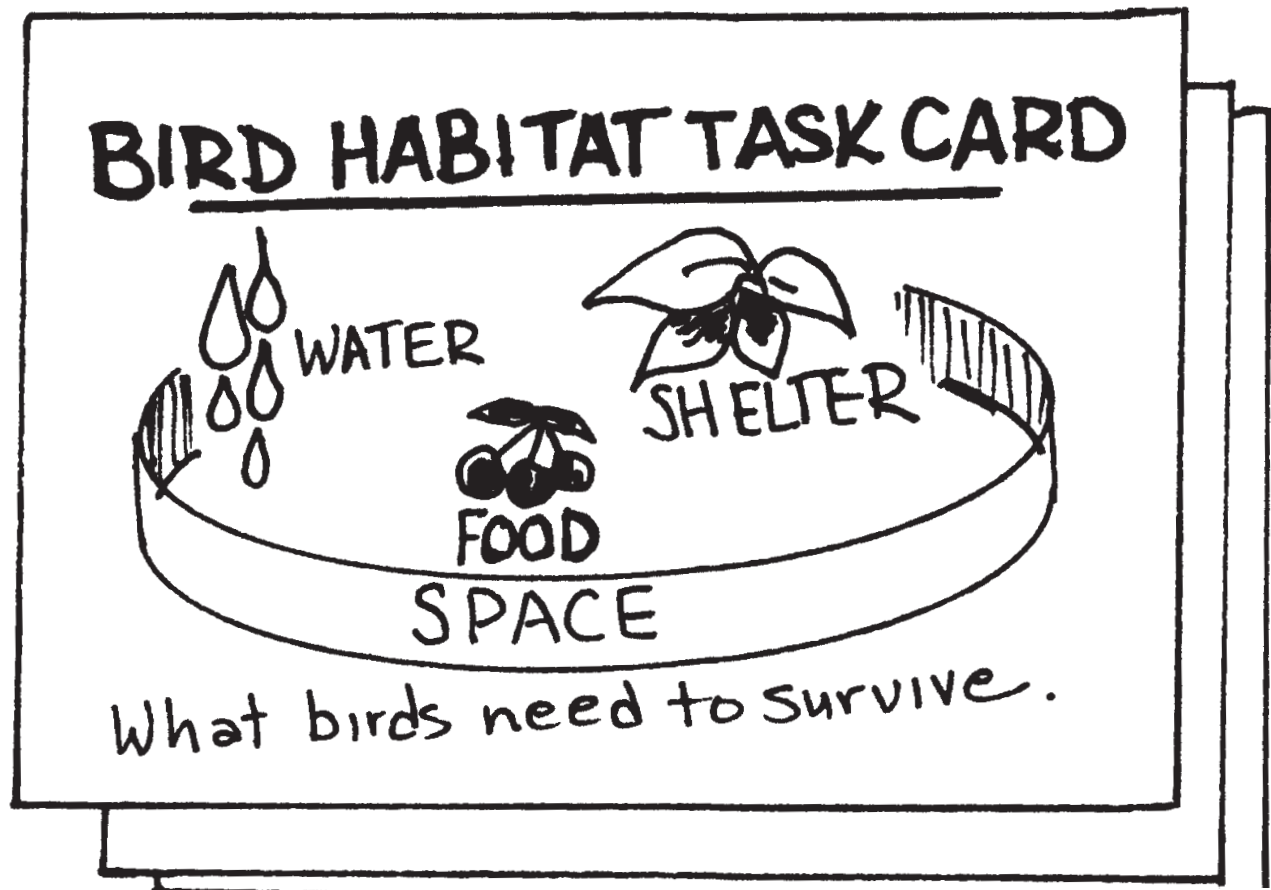 BIRD HABITAT TASK CARD
WATER
SHELTER
FOOD
SPACE
What birds need to survive.